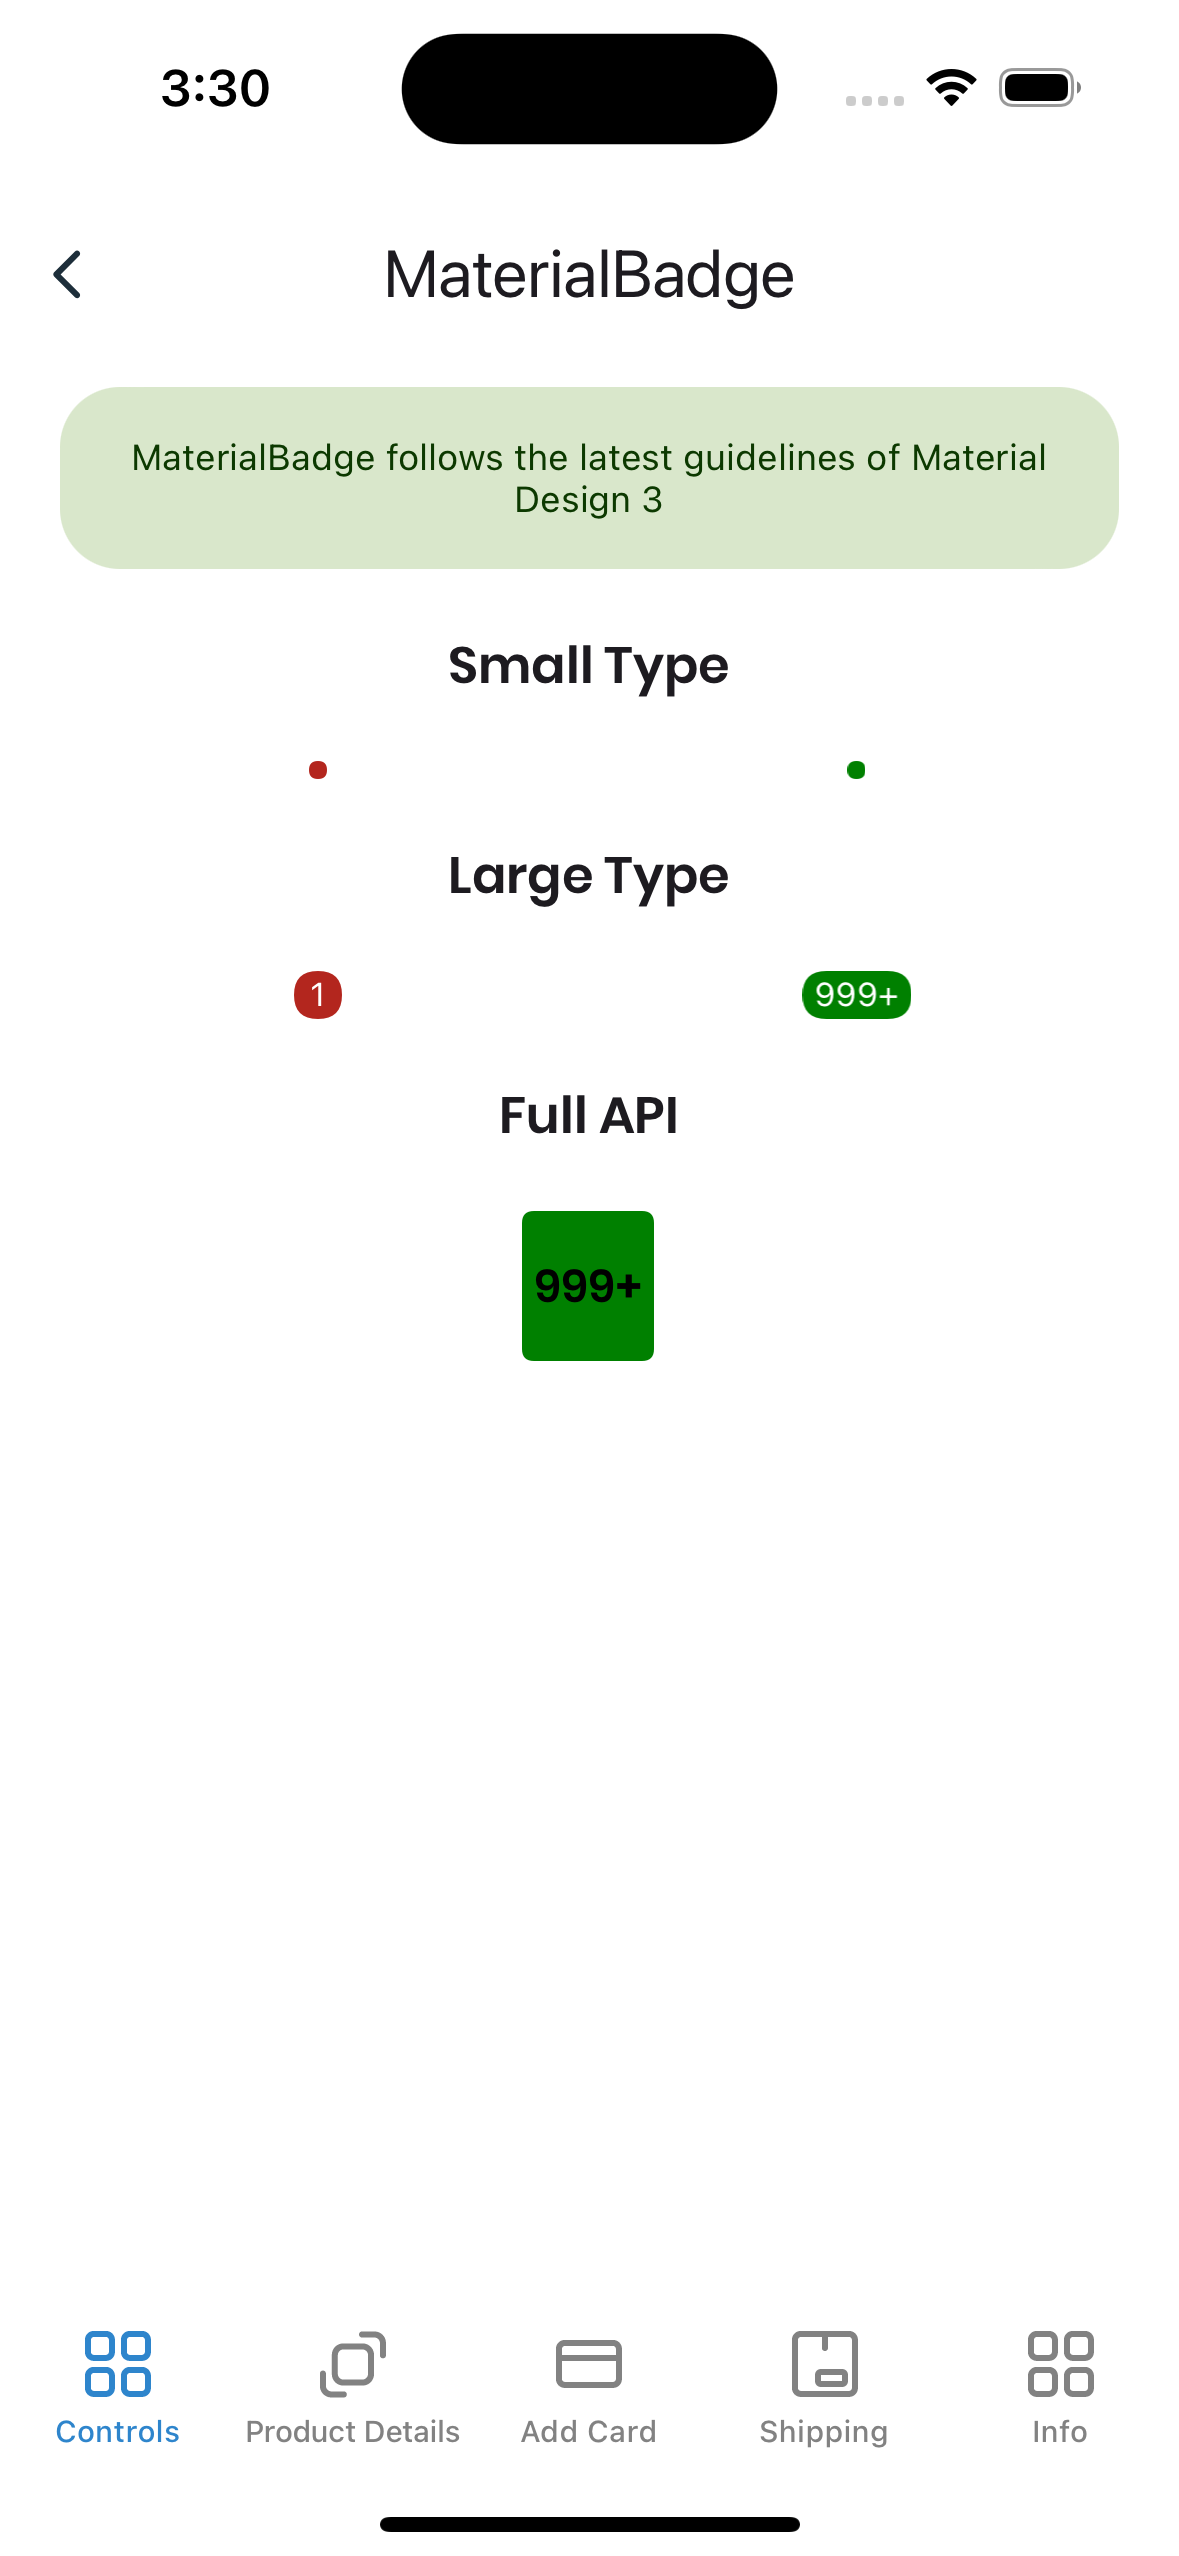 3:30
MaterialBadge
MaterialBadge follows the latest guidelines of Material
Design 3
Small Type
Large Type
1
999+
Full API
999+
Controls
Product Details
Add Card
Shipping
Info